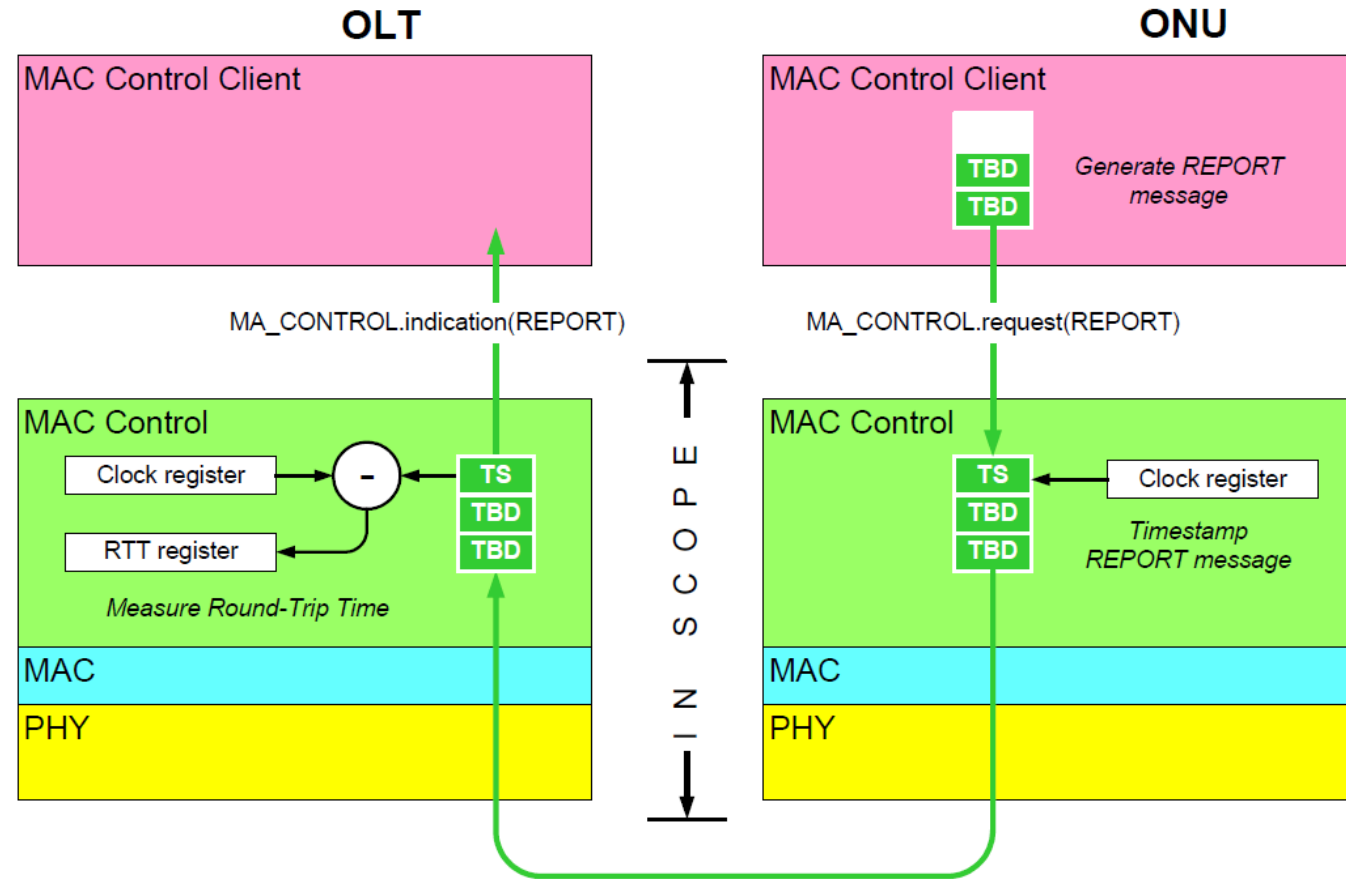 OLT
ONU
MAC Control Client
MAC Control Client
TBD
TBD
Generate REPORT
message
MA_CONTROL.indication(REPORT)
MA_CONTROL.request(REPORT)
IN SCOPE
MAC Control
Clock register
-
TS
TBD
TBD
RTT register
Measure Round-Trip Time
MAC Control
TS
TBD
TBD
Clock register
Timestamp
REPORT message
MAC
MAC
PHY
PHY